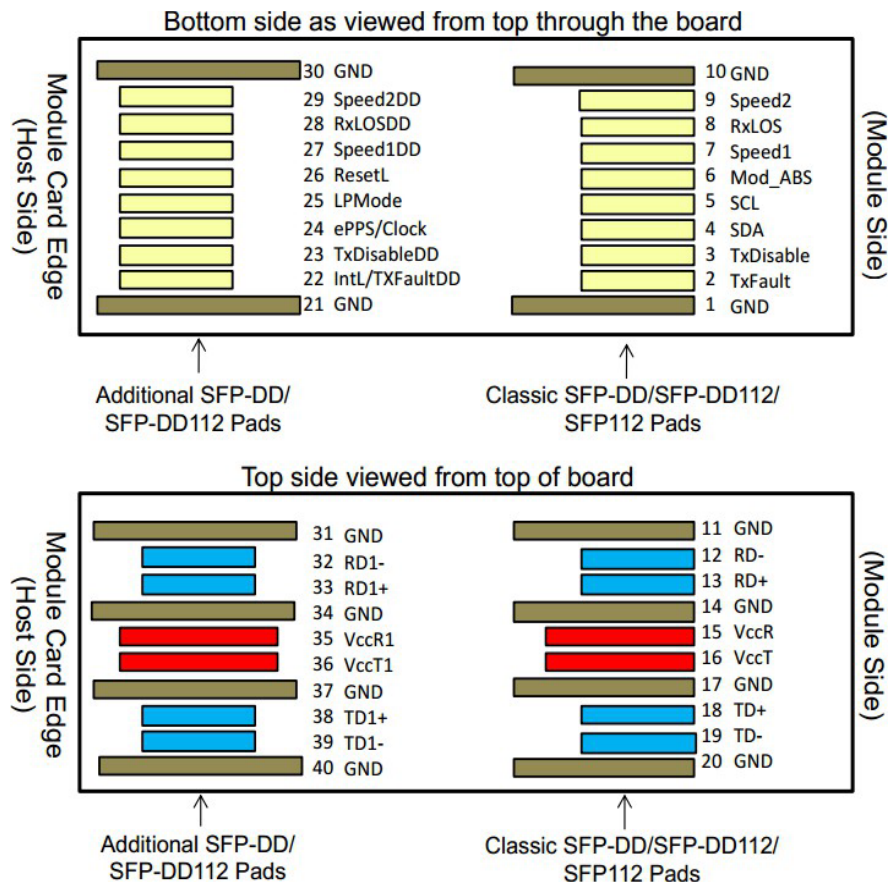 Bottom side as viewed from top through the board
Module Card Edge
(Host Side)
30 GND
29 Speed2DD
28 RxLOSDD
27 Speed1DD
26 ResetL
25 LPMode
24 ePPS/Clock
23 TxDisableDD
22 IntL/TXFaultDD
21 GND
10 GND
9 Speed2
8 RxLOS
7 Speed1
6 Mod_ABS
5 SCL
4 SDA
3 TxDisable
2 TxFault
1 GND
(Module Side)
Additional SFP-DD/
SFP-DD112 Pads
Classic SFP-DD/SFP-DD112/
SFP112 Pads
Top side viewed from top of board
Module Card Edge
(Host Side)
31 GND
32 RD1-
33 RD1+
34 GND
35 VccR1
36 VccT1
37 GND
38 TD1+
39 TD1-
40 GND
11 GND
12 RD-
13 RD+
14 GND
15 VccR
16 VccT
17 GND
18 TD+
19 TD-
20 GND
(Module Side)
Additional SFP-DD/
SFP-DD112 Pads
Classic SFP-DD/SFP-DD112/
SFP112 Pads